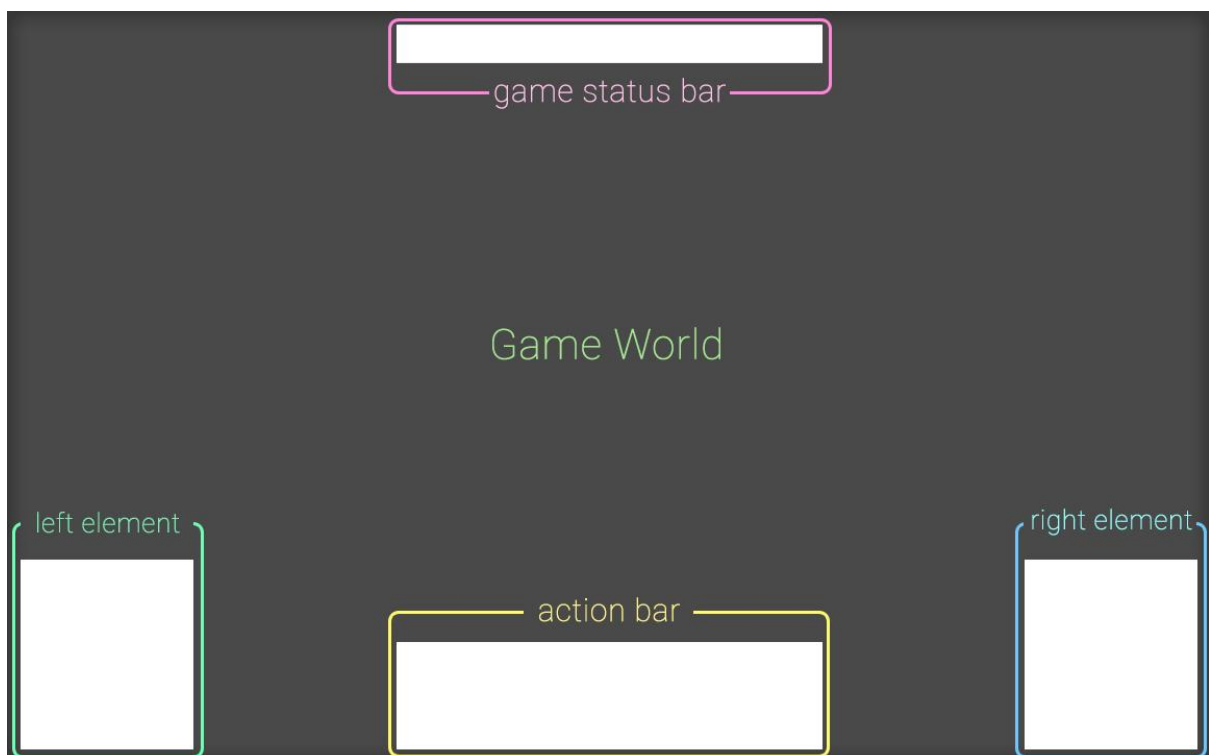 game status bar
Game World
left element
right element
action bar